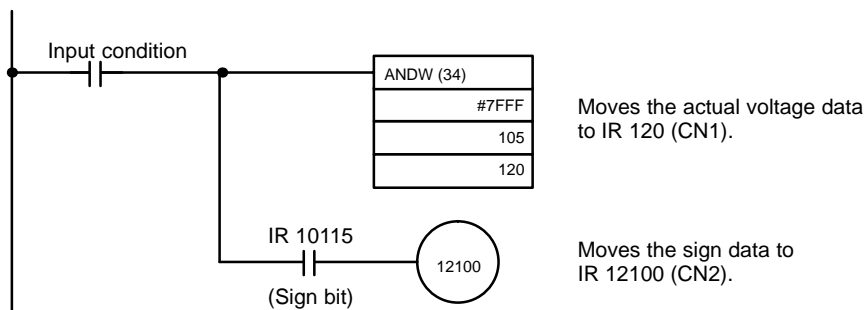 Input condition
ANDW (34)
#7FFF
105
120
Moves the actual voltage data
to IR 120 (CN1).
IR 10115
(Sign bit)
12100
Moves the sign data to
IR 12100 (CN2).